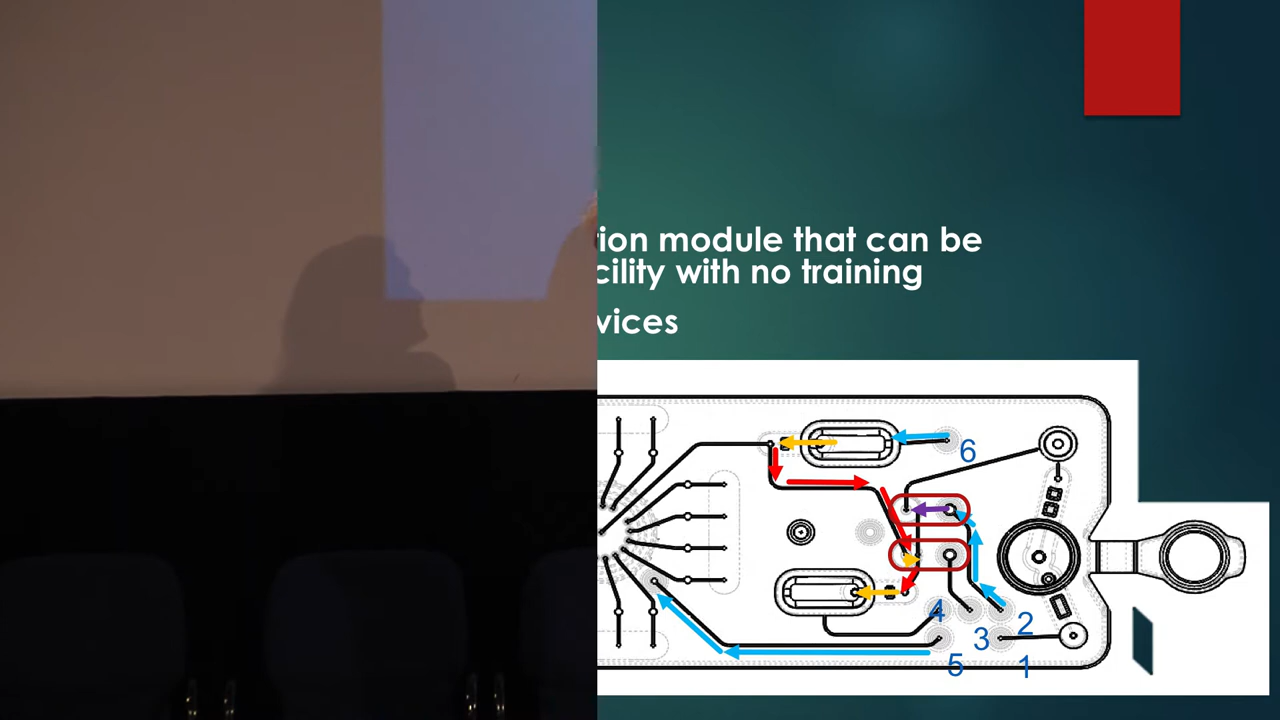 tion module that can be
cility with no training
vices
6
4
2
3
5
1